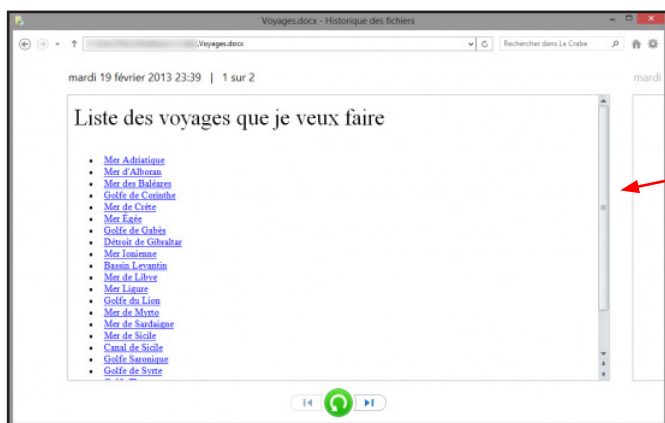 Voyages.docx - Historique des fichiers
Voyages.docx
Rechercher dans Le Crabe
mardi 19 février 2013 23:39 | 1 sur 2
mardi
Liste des voyages que je veux faire
• Mer Adriatique
• Mer d'Alboran
• Mer des Baléares
• Golfe de Corinthe
• Mer de Crète
• Mer Égée
• Golfe de Gabès
• Détroit de Gibraltar
• Mer Ionienne
• Bassin Levantin
• Mer de Libye
• Mer Ligure
• Golfe du Lion
• Mer de Myrto
• Mer de Sardaigne
• Mer de Sicile
• Canal de Sicile
• Golfe Saronique
• Golfe de Syrte